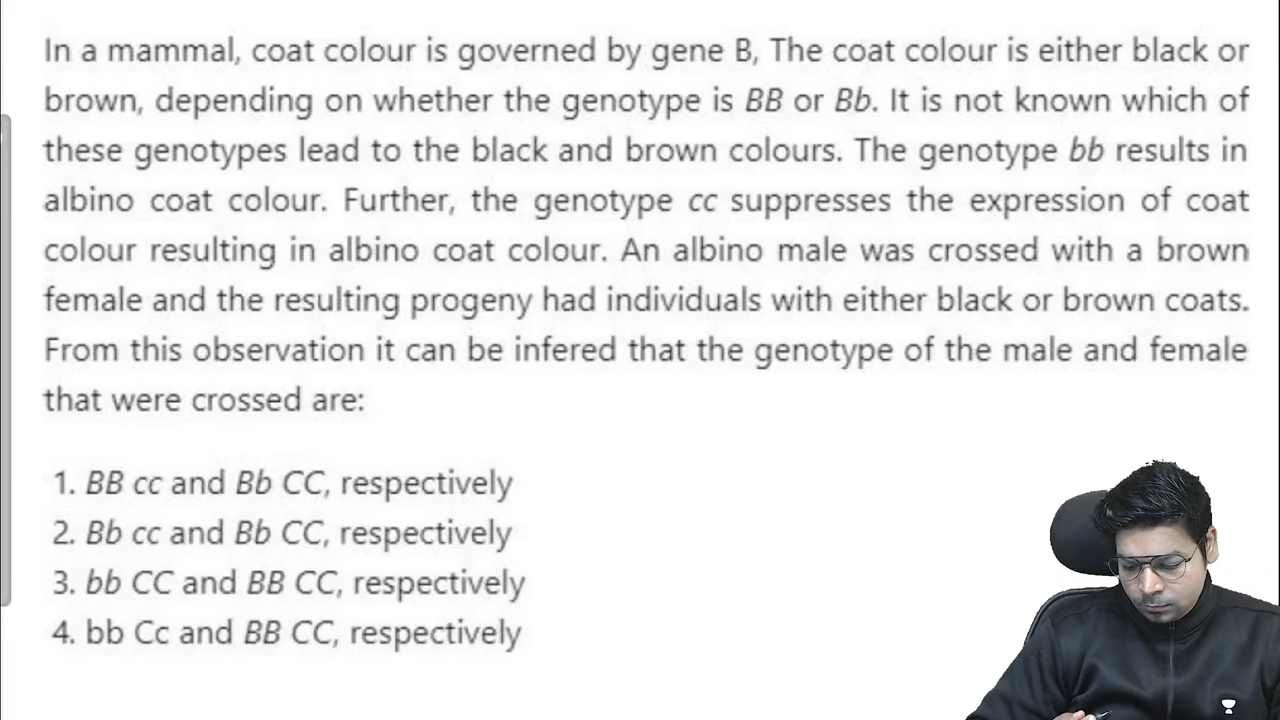 In a mammal, coat colour is governed by gene B, The coat colour is either black or
brown, depending on whether the genotype is BB or Bb. It is not known which of
these genotypes lead to the black and brown colours. The genotype bb results in
albino coat colour. Further, the genotype cc suppresses the expression of coat
colour resulting in albino coat colour. An albino male was crossed with a brown
female and the resulting progeny had individuals with either black or brown coats.
From this observation it can be infered that the genotype of the male and female
that were crossed are:
1. BB cc and Bb CC, respectively
2. Bb cc and Bb CC, respectively
3. bb CC and BB CC, respectively
4. bb Cc and BB CC, respectively